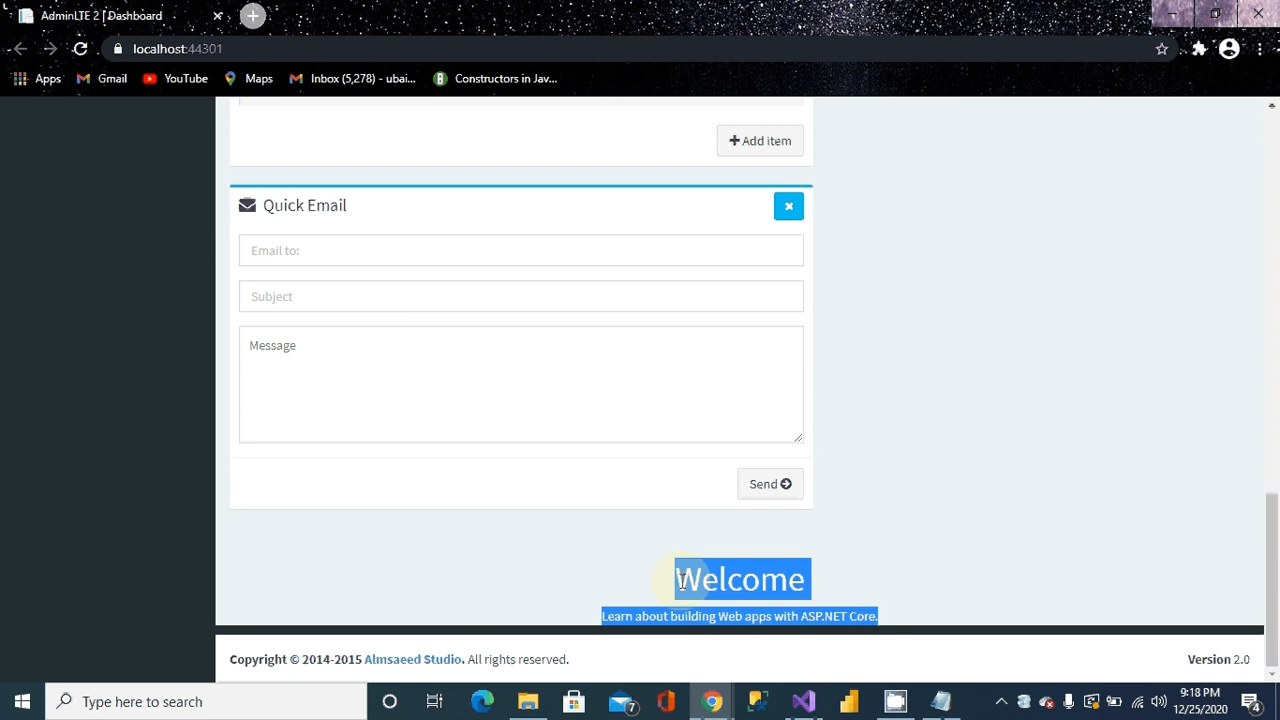 AdminLTE 2 | Dashboard
localhost:44301
Apps Gmail YouTube Maps Inbox (5,278) - ubai... Constructors in Jav...
Add item
Quick Email
Email to:
Subject
Message
Send
Welcome
Learn about building Web apps with ASP.NET Core.
Copyright © 2014-2015 Almsaeed Studio. All rights reserved. Version 2.0
Type here to search
7
9:18 PM
12/25/2020
4